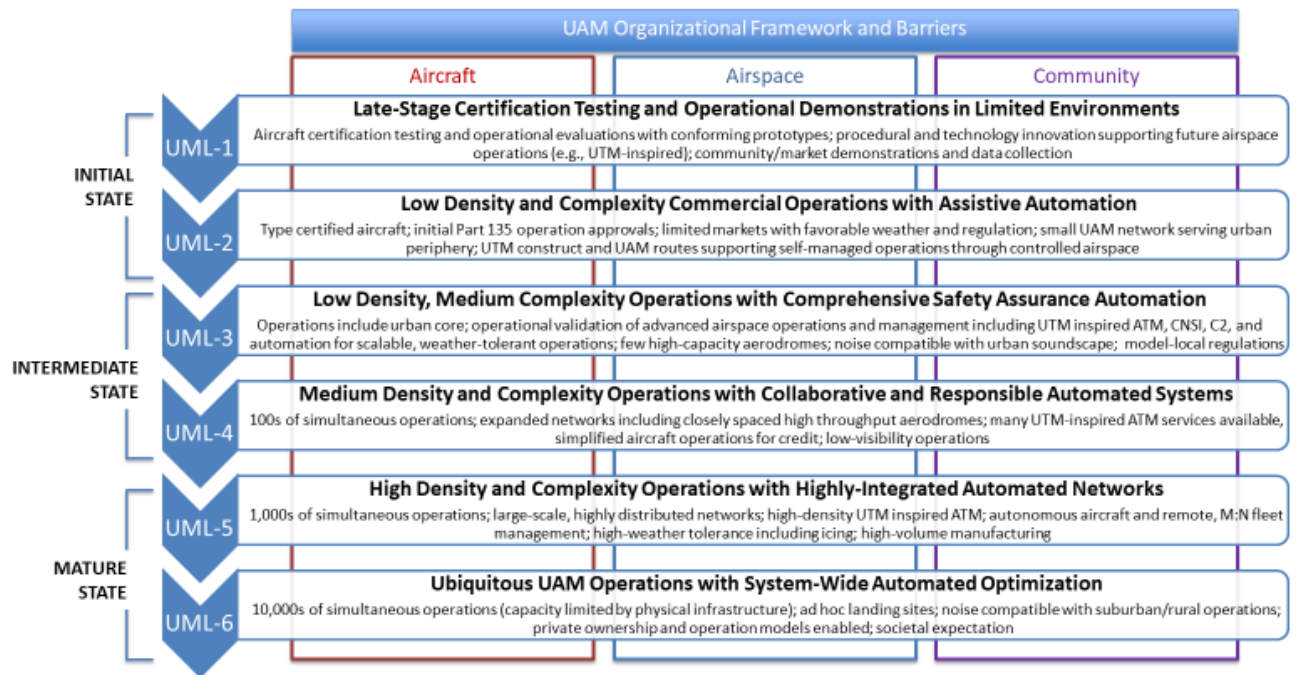 UAM Organizational Framework and Barriers
Aircraft
Airspace
Community
INITIAL
STATE
UML-1
Late-Stage Certification Testing and Operational Demonstrations in Limited Environments
Aircraft certification testing and operational evaluations with conforming prototypes; procedural and technology innovation supporting future airspace
operations (e.g., UTM-inspired); community/market demonstrations and data collection
UML-2
Low Density and Complexity Commercial Operations with Assistive Automation
Type certified aircraft; initial Part 135 operation approvals; limited markets with favorable weather and regulation; small UAM network serving urban
periphery; UTM construct and UAM routes supporting self-managed operations through controlled airspace
INTERMEDIATE
STATE
UML-3
Low Density, Medium Complexity Operations with Comprehensive Safety Assurance Automation
Operations include urban core; operational validation of advanced airspace operations and management including UTM inspired ATM, CNSI, C2, and
automation for scalable, weather-tolerant operations; few high-capacity aerodromes; noise compatible with urban soundscape; model-local regulations
UML-4
Medium Density and Complexity Operations with Collaborative and Responsible Automated Systems
100s of simultaneous operations; expanded networks including closely spaced high throughput aerodromes; many UTM-inspired ATM services available,
simplified aircraft operations for credit; low-visibility operations
MATURE
STATE
UML-5
High Density and Complexity Operations with Highly-Integrated Automated Networks
1,000s of simultaneous operations; large-scale, highly distributed networks; high-density UTM inspired ATM; autonomous aircraft and remote, M:N fleet
management; high-weather tolerance including icing; high-volume manufacturing
UML-6
Ubiquitous UAM Operations with System-Wide Automated Optimization
10,000s of simultaneous operations (capacity limited by physical infrastructure); ad hoc landing sites; noise compatible with suburban/rural operations;
private ownership and operation models enabled; societal expectation